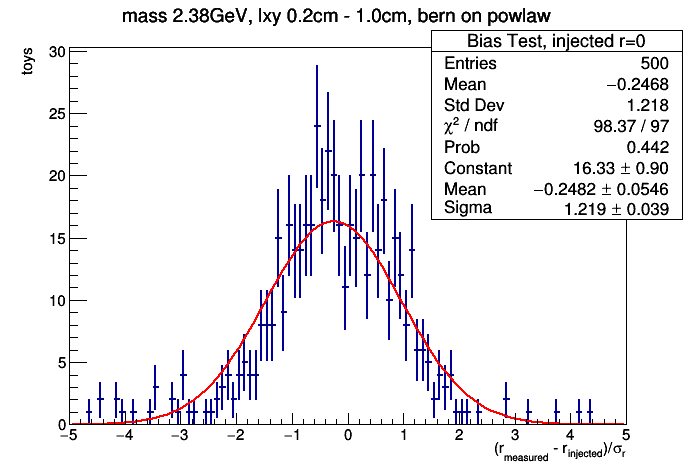 mass 2.38GeV, lxy 0.2cm - 1.0cm, bern on powlaw
Bias Test, injected r=0
Entries 500
Mean −0.2468
Std Dev 1.218
χ² / ndf 98.37 / 97
Prob 0.442
Constant 16.33 ± 0.90
Mean −0.2482 ± 0.0546
Sigma 1.219 ± 0.039
toys
30
25
20
15
10
5
0
−5 −4 −3 −2 −1 0 1 2 3 4 5
(r_measured - r_injected)/σ_r